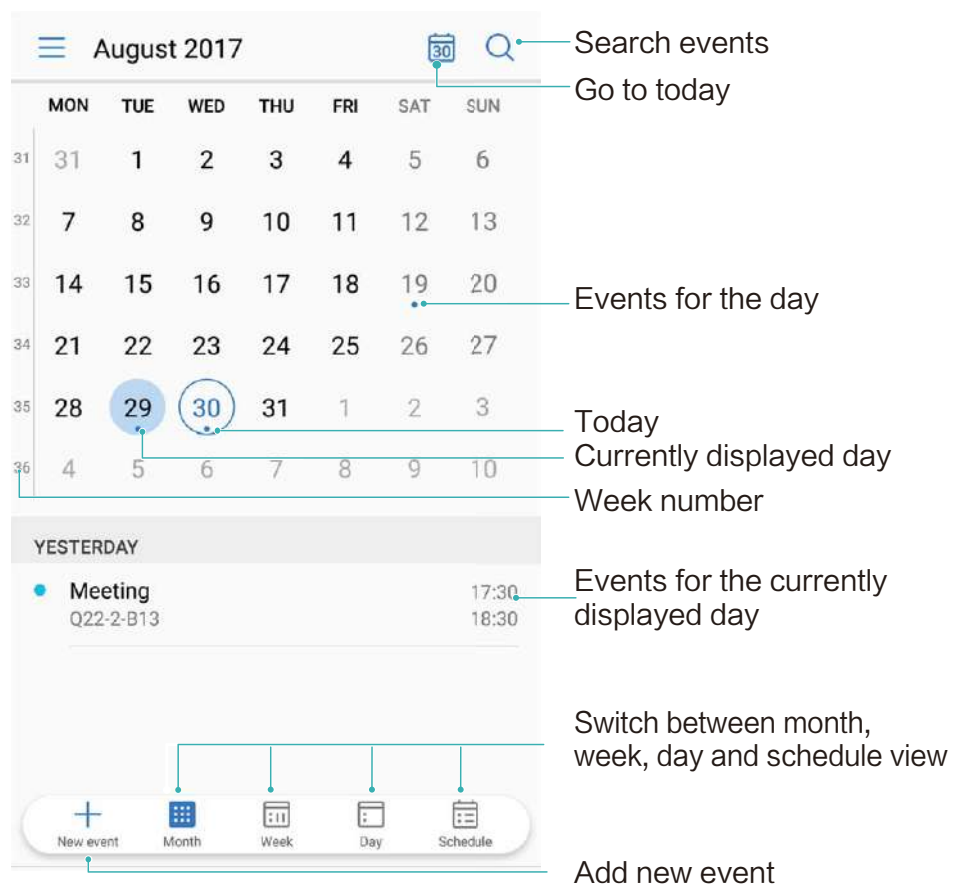 August 2017
30
Search events
Go to today
MON TUE WED THU FRI SAT SUN
31 31 1 2 3 4 5 6
32 7 8 9 10 11 12 13
33 14 15 16 17 18 19 20
Events for the day
34 21 22 23 24 25 26 27
35 28 29 30 31 1 2 3
Today
Currently displayed day
36 4 5 6 7 8 9 10
Week number
YESTERDAY
Meeting 17:30
Q22-2-B13 18:30
Events for the currently
displayed day
Switch between month,
week, day and schedule view
New event Month Week Day Schedule
Add new event